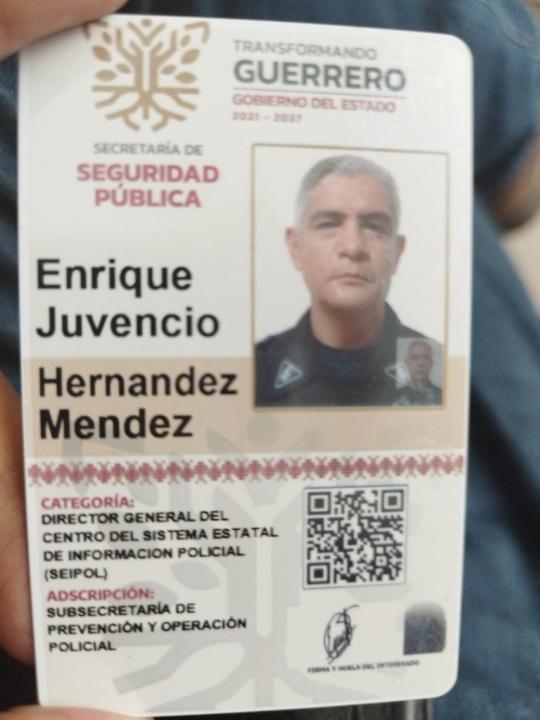 TRANSFORMANDO
GUERRERO
GOBIERNO DEL ESTADO
2021 - 2027
SECRETARÍA DE
SEGURIDAD
PÚBLICA
Enrique
Juvencio
Hernandez
Mendez
CATEGORÍA:
DIRECTOR GENERAL DEL
CENTRO DEL SISTEMA ESTATAL
DE INFORMACION POLICIAL
(SEIPOL)
ADSCRIPCIÓN:
SUBSECRETARÍA DE
PREVENCIÓN Y OPERACIÓN
POLICIAL
FIRMA Y HUELLA DEL INTERESADO